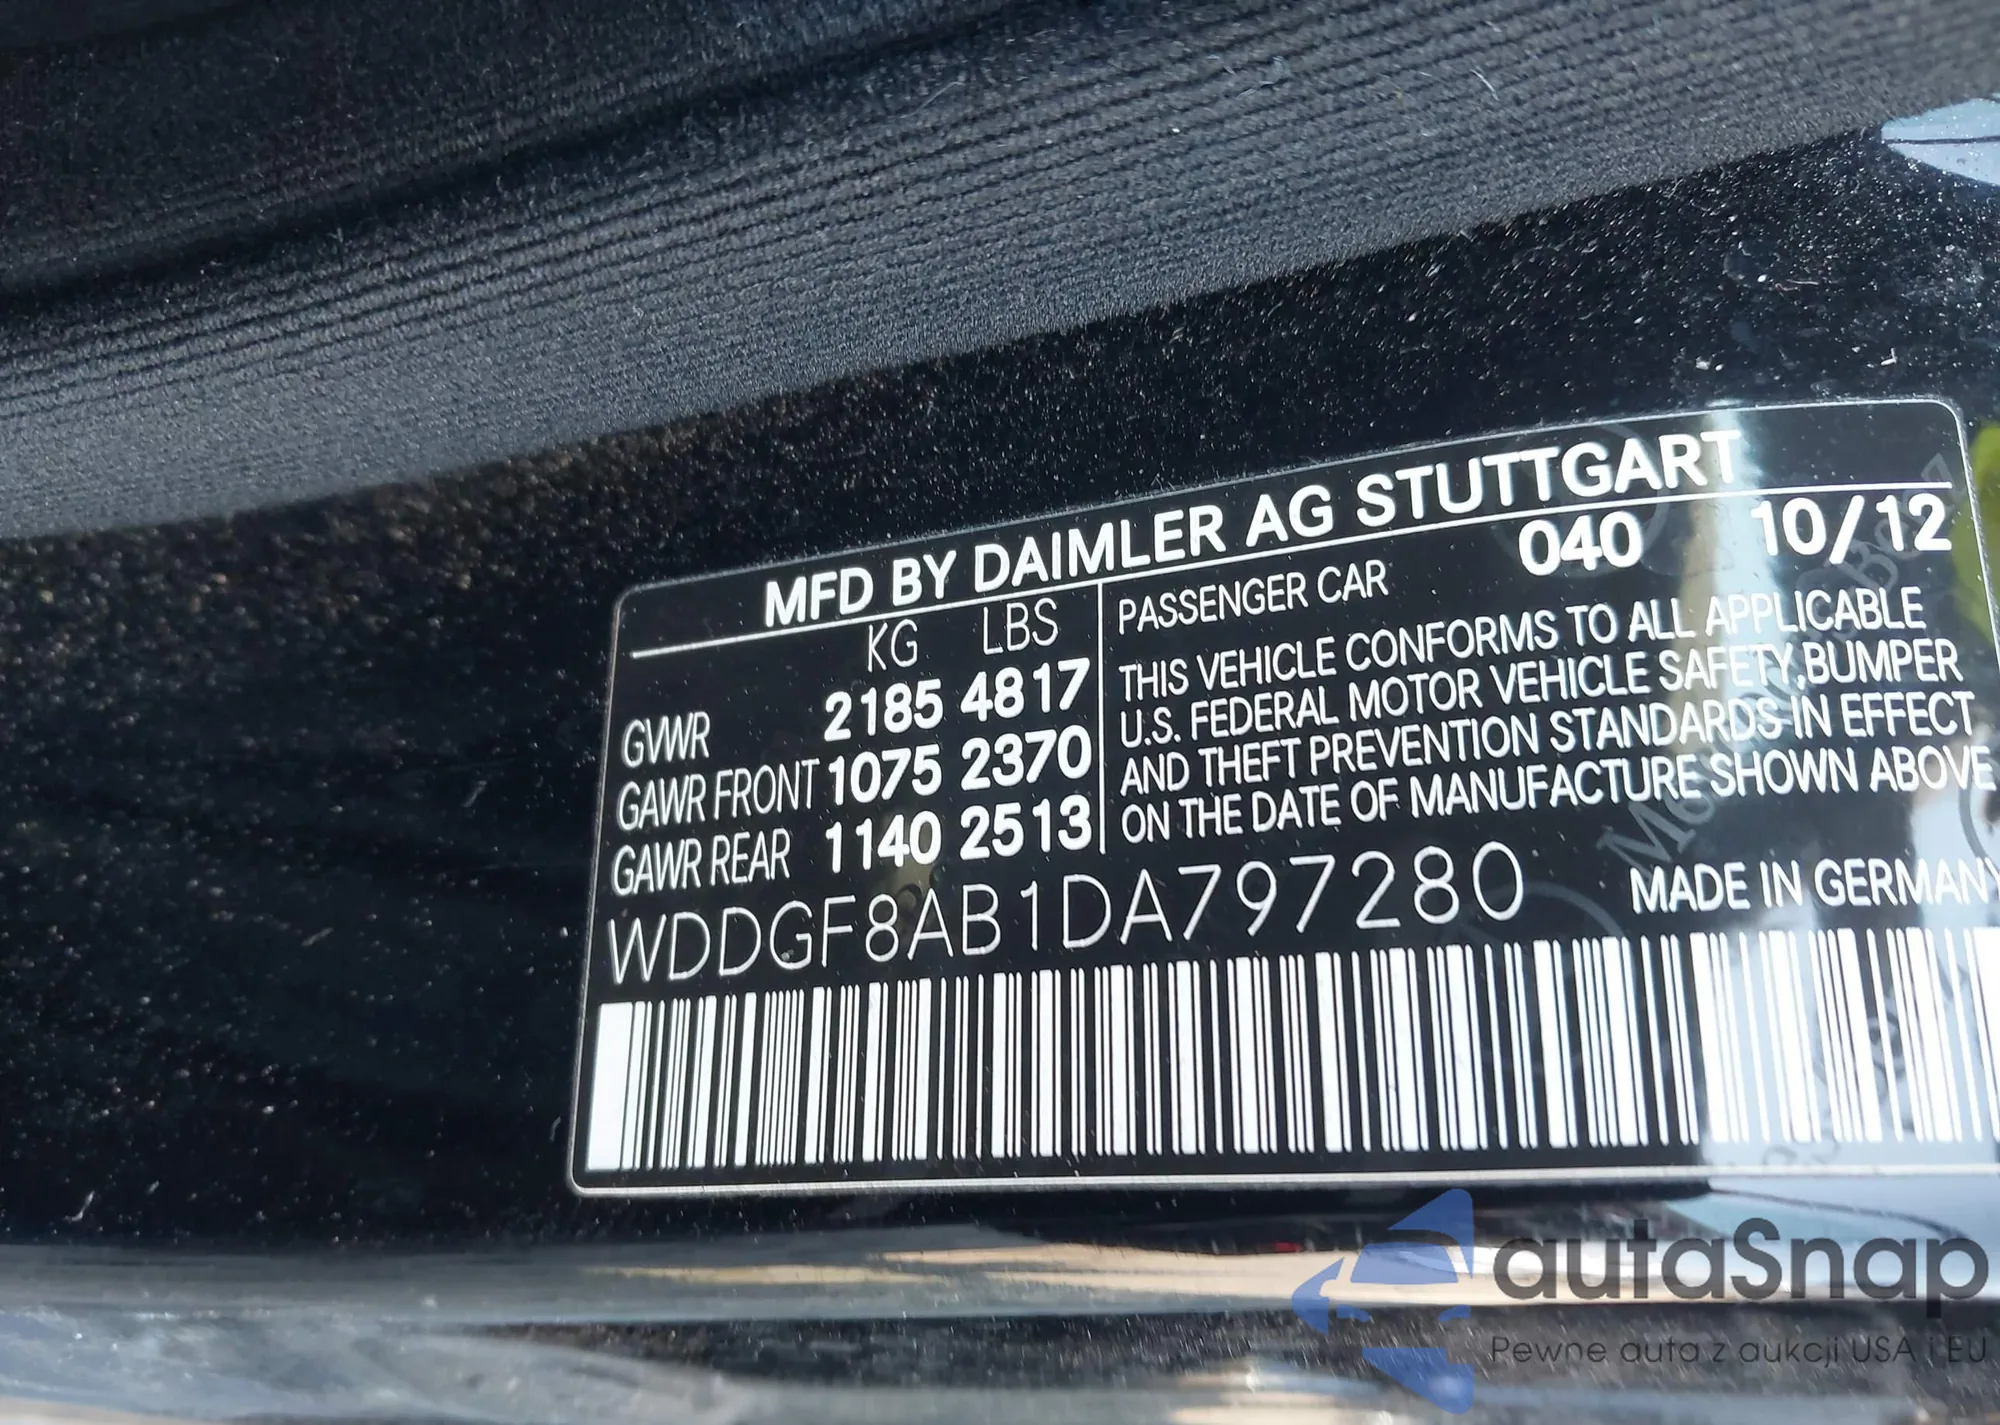 MFD BY DAIMLER AG STUTTGART
KG LBS
GVWR 2185 4817
GAWR FRONT 1075 2370
GAWR REAR 1140 2513
PASSENGER CAR 040 10/12
THIS VEHICLE CONFORMS TO ALL APPLICABLE
U.S. FEDERAL MOTOR VEHICLE SAFETY,BUMPER
AND THEFT PREVENTION STANDARDS IN EFFECT
ON THE DATE OF MANUFACTURE SHOWN ABOVE
WDDGF8AB1DA797280 MADE IN GERMANY
autaSnap
Pewne auta z aukcji USA i EU